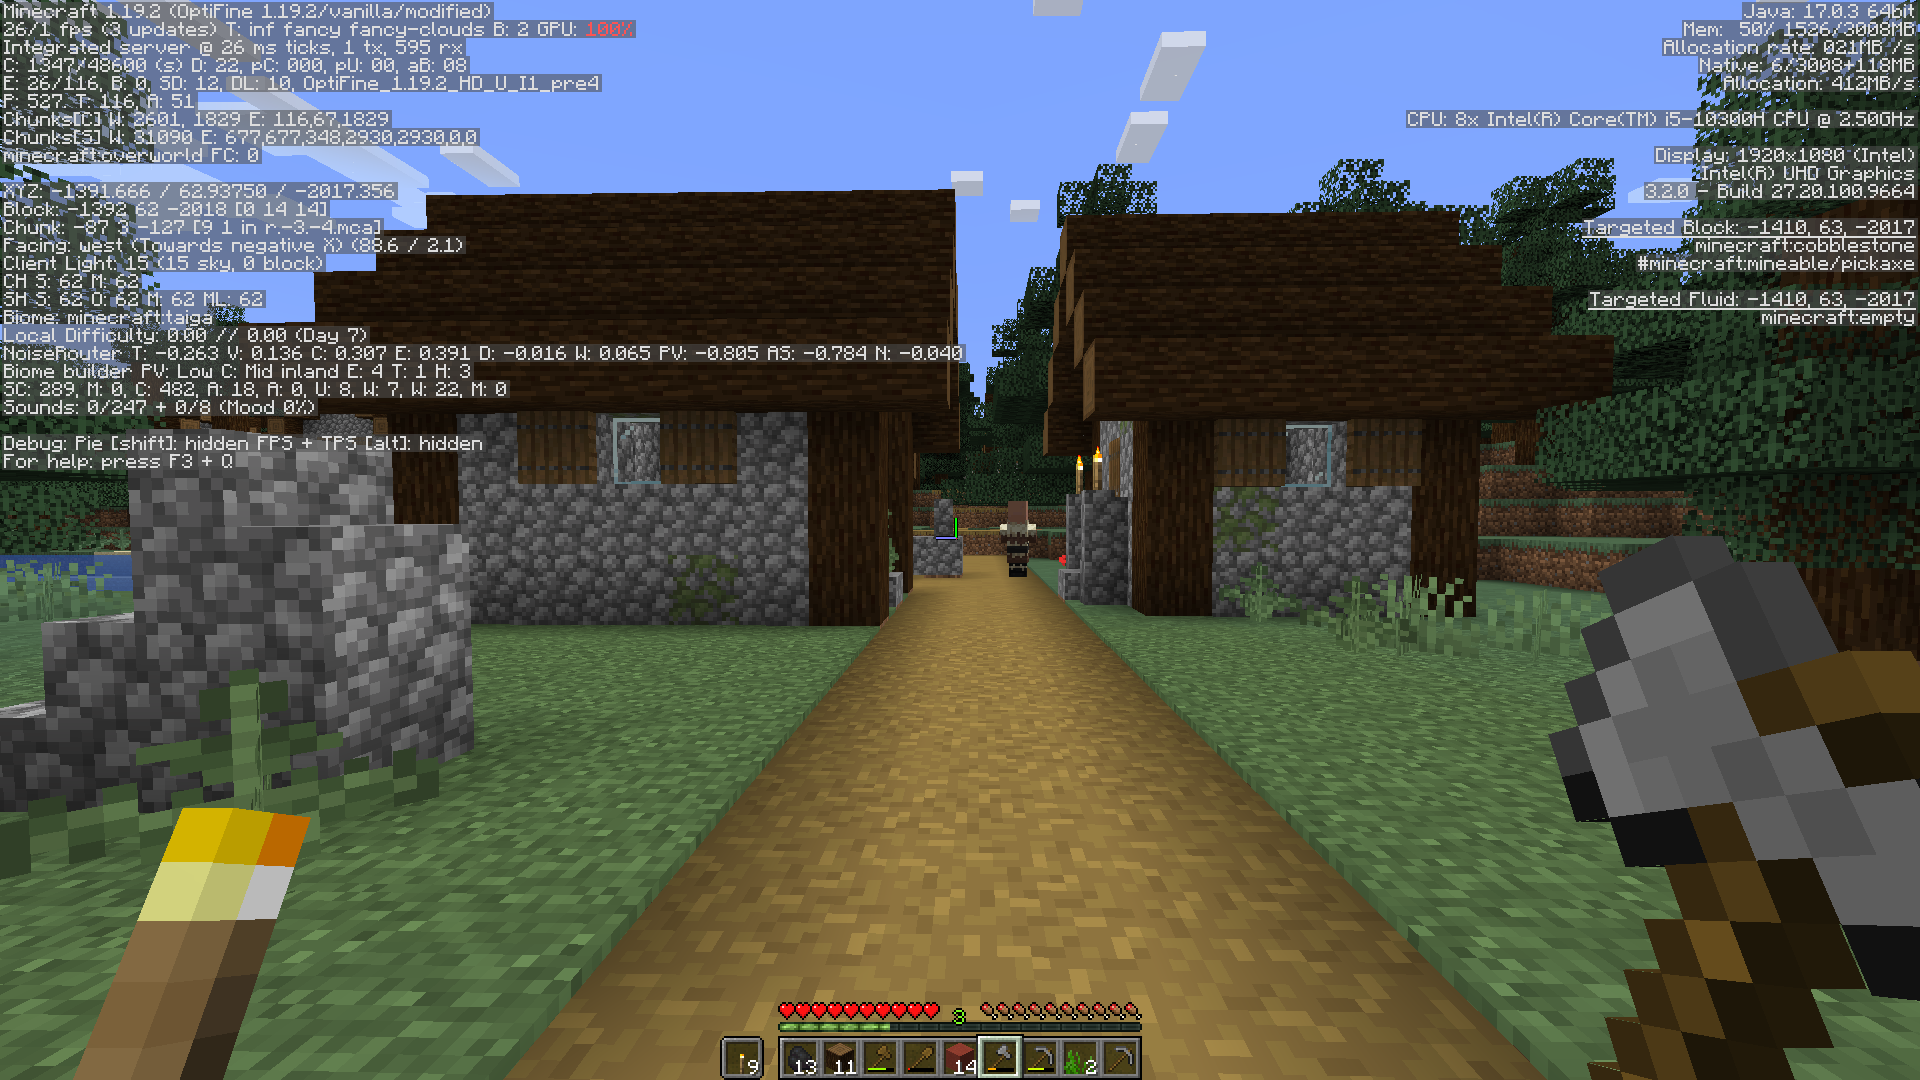 Minecraft 1.19.2 (OptiFine 1.19.2/vanilla/modified)
26/1 fps (3 updates) T: inf fancy fancy-clouds B: 2 GPU: 100%
Integrated server @ 26 ms ticks, 1 tx, 595 rx
C: 1347/48600 (s) D: 22, pC: 000, pU: 00, aB: 08
E: 26/116, B: 0, SD: 12, DL: 10, OptiFine_1.19.2_HD_U_I1_pre4
P: 527. T: 116, A: 51
Chunks[C] W: 2601, 1829 E: 116,67,1829
Chunks[S] W: 31090 E: 677,677,348,2930,2930,0,0
minecraft:overworld FC: 0
XYZ: -1391.666 / 62.93750 / -2017.356
Block: -1392 62 -2018 [0 14 14]
Chunk: -87 3 -127 [9 1 in r.-3.-4.mca]
Facing: west (Towards negative X) (88.6 / 2.1)
Client Light: 15 (15 sky, 0 block)
CH S: 62 M: 62
SH S: 62 O: 62 M: 62 ML: 62
Biome: minecraft:taiga
Local Difficulty: 0.00 // 0.00 (Day 7)
NoiseRouter T: -0.263 V: 0.136 C: 0.307 E: 0.391 D: -0.016 W: 0.065 PV: -0.805 AS: -0.784 N: -0.040
Biome builder PV: Low C: Mid inland E: 4 T: 1 H: 3
SC: 289, M: 0, C: 482, A: 18, A: 0, U: 8, W: 7, W: 22, M: 0
Sounds: 0/247 + 0/8 (Mood 0%)
Debug: Pie [shift]: hidden FPS + TPS [alt]: hidden
For help: press F3 + Q
Java: 17.0.3 64bit
Mem: 50% 1526/3008MB
Allocation rate: 021MB /s
Native: 6/3008+116MB
Allocation: 412MB/s
CPU: 8x Intel(R) Core(TM) i5-10300H CPU @ 2.50GHz
Display: 1920x1080 (Intel)
Intel(R) UHD Graphics
3.2.0 - Build 27.20.100.9664
Targeted Block: -1410, 63, -2017
minecraft:cobblestone
#minecraft:mineable/pickaxe
Targeted Fluid: -1410, 63, -2017
minecraft:empty
3
9 13 11 14 2